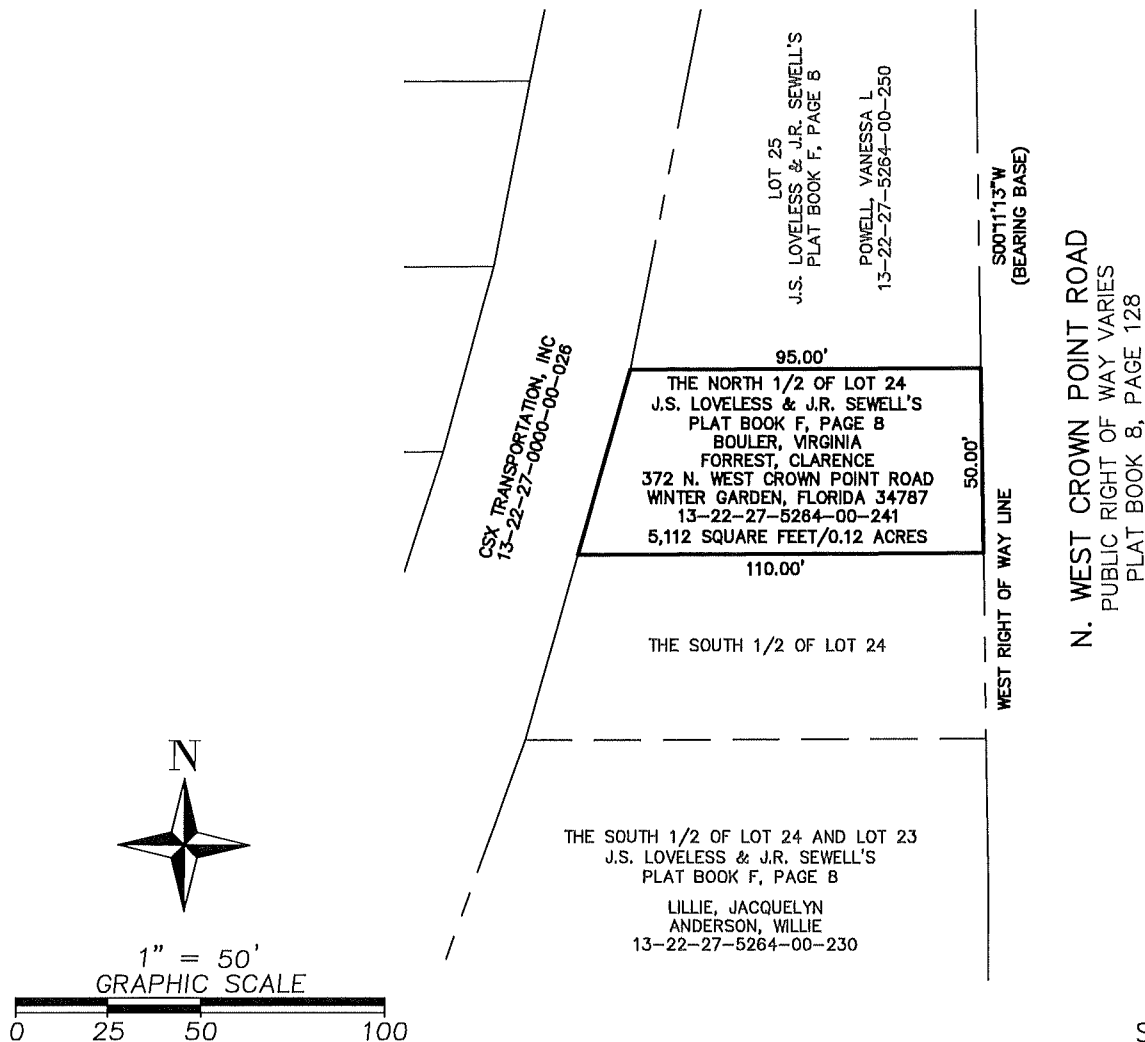 LOT 25
J.S. LOVELESS & J.R. SEWELL'S
PLAT BOOK F, PAGE 8
POWELL, VANESSA L
13-22-27-5264-00-250
S00°11'13"W
(BEARING BASE)
N. WEST CROWN POINT ROAD
PUBLIC RIGHT OF WAY VARIES
PLAT BOOK 8, PAGE 128
CSX TRANSPORTATION, INC
13-22-27-0000-00-026
95.00'
THE NORTH 1/2 OF LOT 24
J.S. LOVELESS & J.R. SEWELL'S
PLAT BOOK F, PAGE 8
BOULER, VIRGINIA
FORREST, CLARENCE
372 N. WEST CROWN POINT ROAD
WINTER GARDEN, FLORIDA 34787
13-22-27-5264-00-241
5,112 SQUARE FEET/0.12 ACRES
50.00'
110.00'
WEST RIGHT OF WAY LINE
THE SOUTH 1/2 OF LOT 24
THE SOUTH 1/2 OF LOT 24 AND LOT 23
J.S. LOVELESS & J.R. SEWELL'S
PLAT BOOK F, PAGE 8
LILLIE, JACQUELYN
ANDERSON, WILLIE
13-22-27-5264-00-230
N
1" = 50'
GRAPHIC SCALE
0 25 50 100